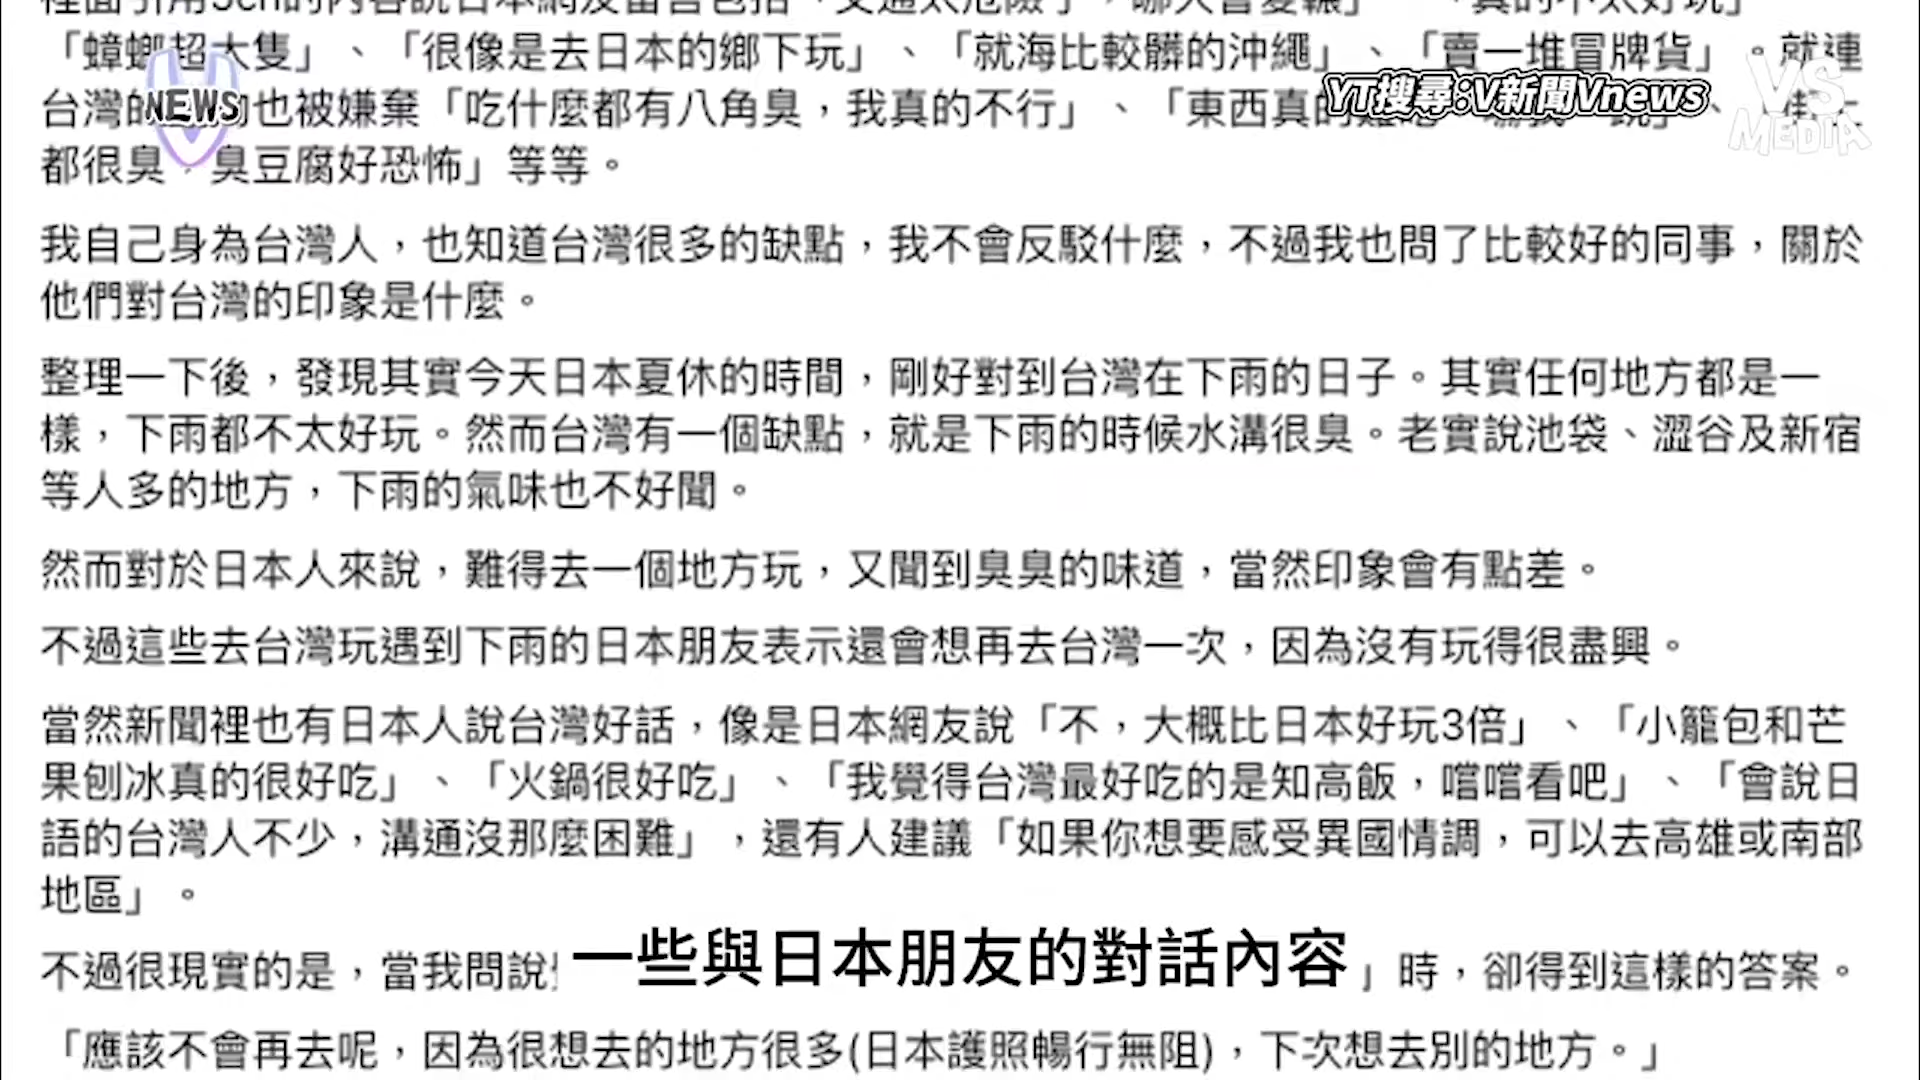 「蟑螂超大隻」、「很像是去日本的鄉下玩」、「就海比較髒的沖繩」、「賣一堆冒牌貨」。就連
台灣的 也被嫌棄「吃什麼都有八角臭，我真的不行」、「東西真的
都很臭，臭豆腐好恐怖」等等。
NEWS
YT搜尋:V新聞Vnews
VS MEDIA
我自己身為台灣人，也知道台灣很多的缺點，我不會反駁什麼，不過我也問了比較好的同事，關於
他們對台灣的印象是什麼。
整理一下後，發現其實今天日本夏休的時間，剛好對到台灣在下雨的日子。其實任何地方都是一
樣，下雨都不太好玩。然而台灣有一個缺點，就是下雨的時候水溝很臭。老實說池袋、澀谷及新宿
等人多的地方，下雨的氣味也不好聞。
然而對於日本人來說，難得去一個地方玩，又聞到臭臭的味道，當然印象會有點差。
不過這些去台灣玩遇到下雨的日本朋友表示還會想再去台灣一次，因為沒有玩得很盡興。
當然新聞裡也有日本人說台灣好話，像是日本網友說「不，大概比日本好玩3倍」、「小籠包和芒
果刨冰真的很好吃」、「火鍋很好吃」、「我覺得台灣最好吃的是知高飯，嚐嚐看吧」、「會說日
語的台灣人不少，溝通沒那麼困難」，還有人建議「如果你想要感受異國情調，可以去高雄或南部
地區」。
不過很現實的是，當我問說 」時，卻得到這樣的答案。
一些與日本朋友的對話內容
「應該不會再去呢，因為很想去的地方很多(日本護照暢行無阻)，下次想去別的地方。」